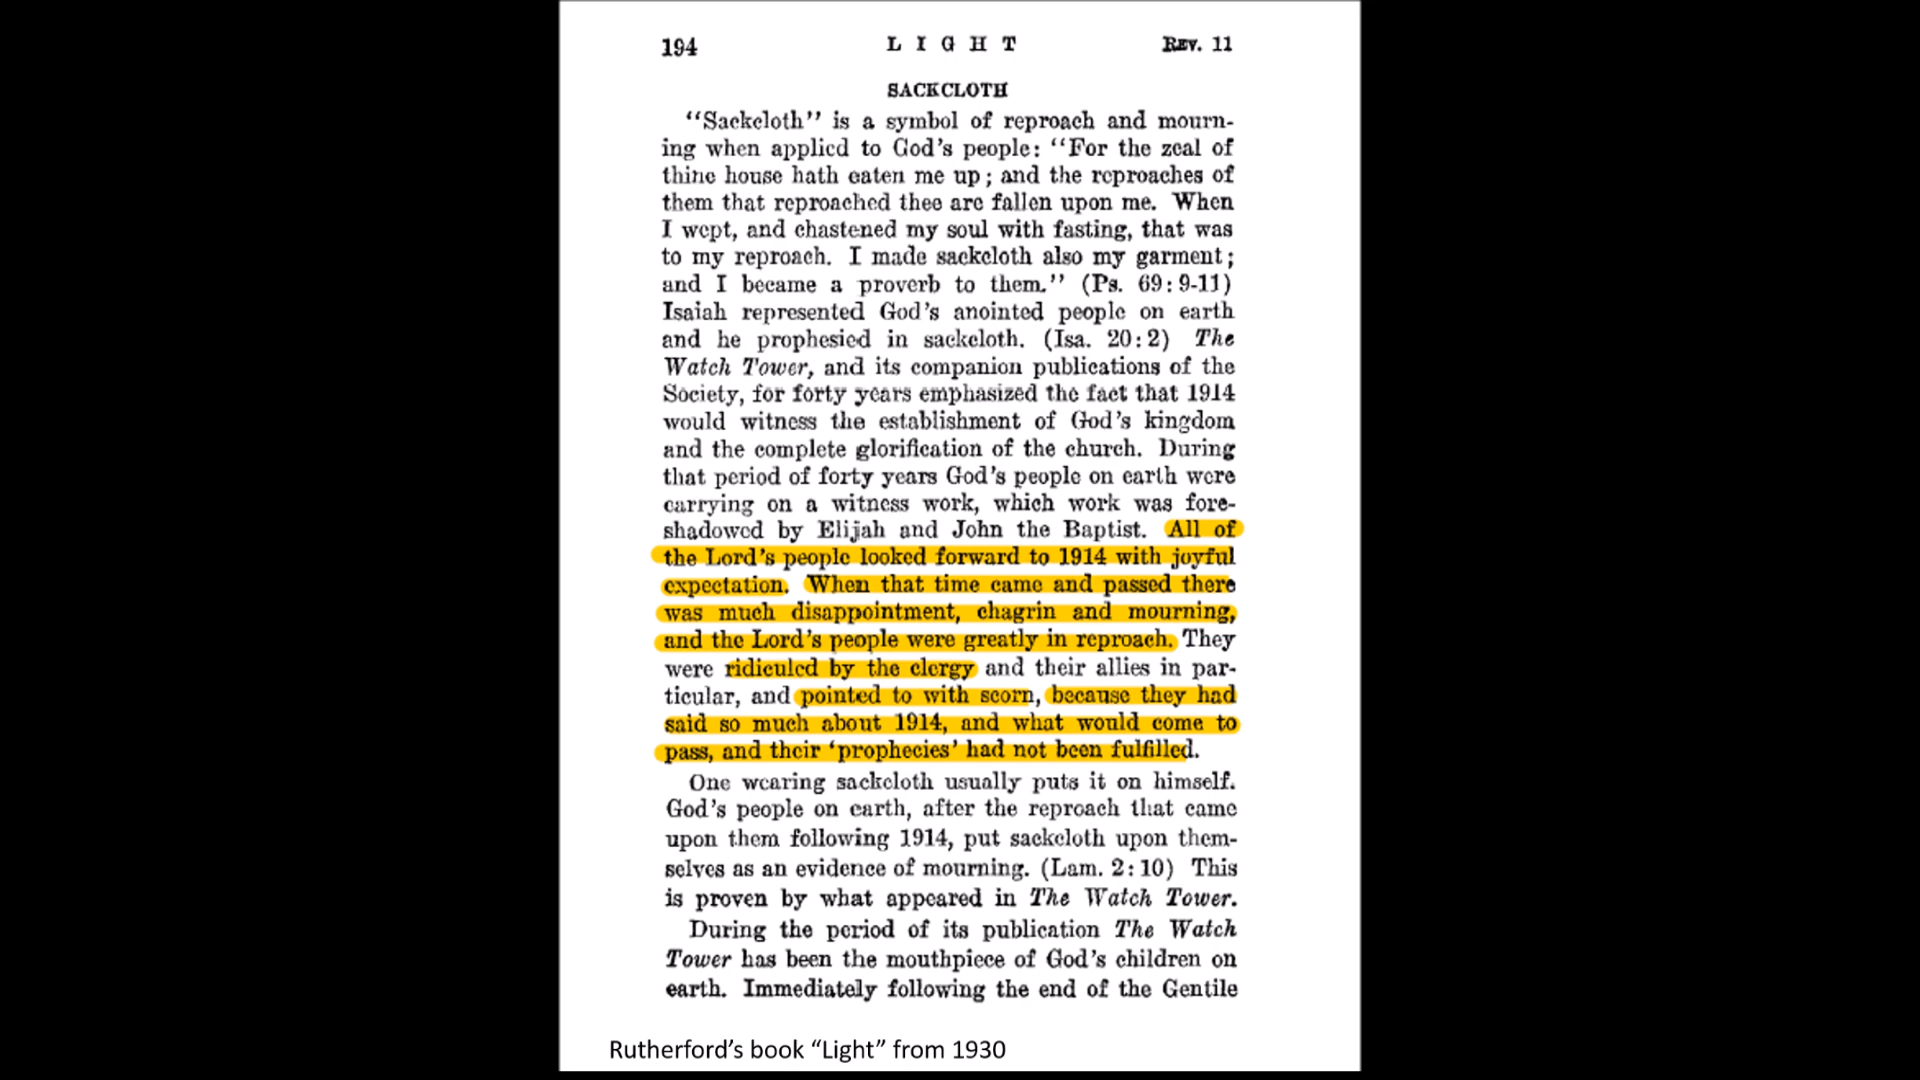 194 LIGHT REV. 11
SACKCLOTH
“Sackcloth” is a symbol of reproach and mourn-
ing when applied to God’s people: “For the zeal of
thine house hath eaten me up; and the reproaches of
them that reproached thee are fallen upon me. When
I wept, and chastened my soul with fasting, that was
to my reproach. I made sackcloth also my garment;
and I became a proverb to them.” (Ps. 69:9-11)
Isaiah represented God’s anointed people on earth
and he prophesied in sackcloth. (Isa. 20:2) The
Watch Tower, and its companion publications of the
Society, for forty years emphasized the fact that 1914
would witness the establishment of God’s kingdom
and the complete glorification of the church. During
that period of forty years God’s people on earth were
carrying on a witness work, which work was fore-
shadowed by Elijah and John the Baptist. All of
the Lord’s people looked forward to 1914 with joyful
expectation. When that time came and passed there
was much disappointment, chagrin and mourning,
and the Lord’s people were greatly in reproach. They
were ridiculed by the clergy and their allies in par-
ticular, and pointed to with scorn, because they had
said so much about 1914, and what would come to
pass, and their ‘prophecies’ had not been fulfilled.
One wearing sackcloth usually puts it on himself.
God’s people on earth, after the reproach that came
upon them following 1914, put sackcloth upon them-
selves as an evidence of mourning. (Lam. 2:10) This
is proven by what appeared in The Watch Tower.
During the period of its publication The Watch
Tower has been the mouthpiece of God’s children on
earth. Immediately following the end of the Gentile
Rutherford’s book “Light” from 1930